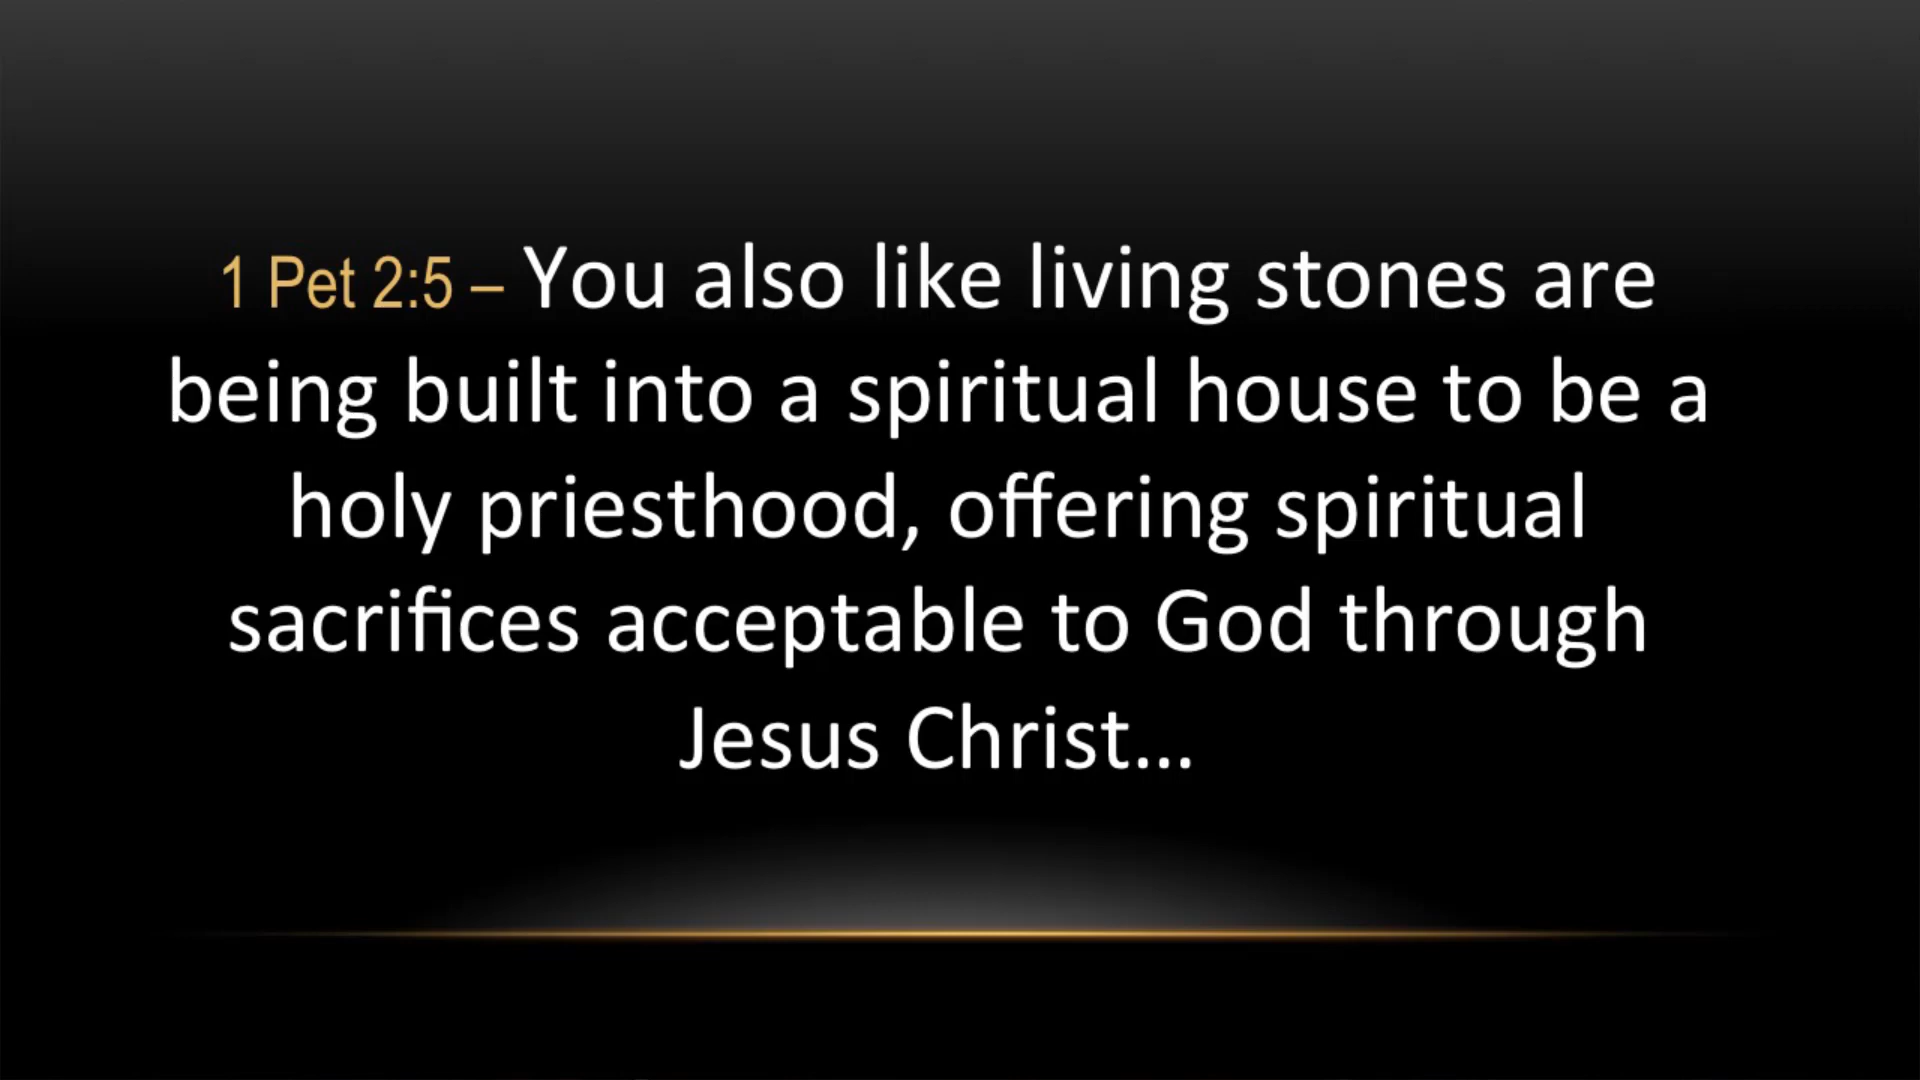 1 Pet 2:5 – You also like living stones are
being built into a spiritual house to be a
holy priesthood, offering spiritual
sacrifices acceptable to God through
Jesus Christ...